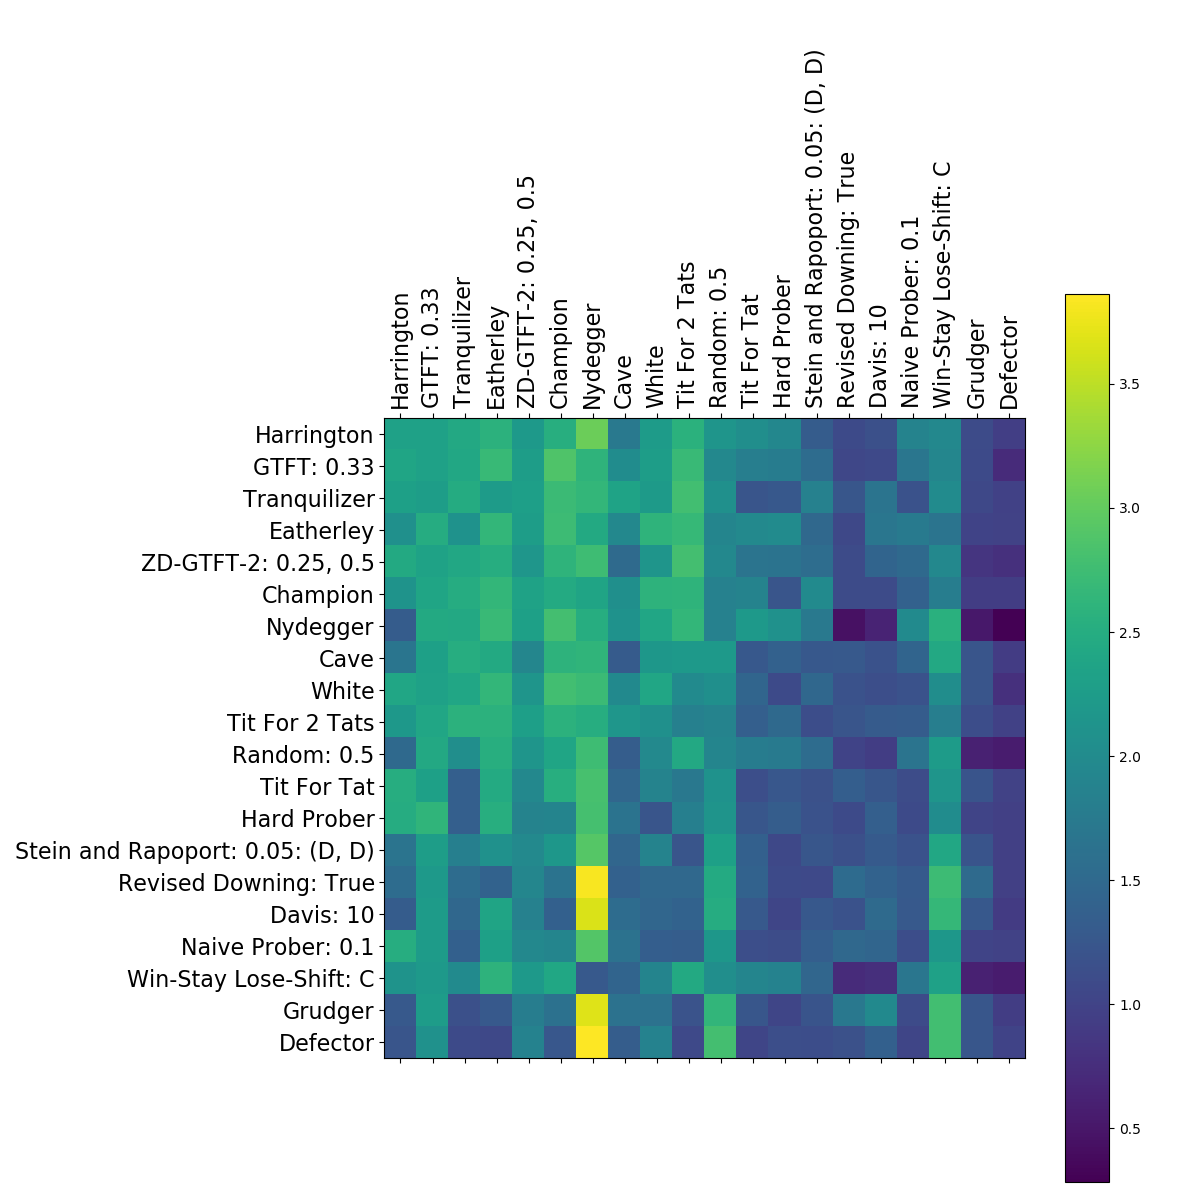 Harrington
GTFT: 0.33
Tranquilizer
Eatherley
ZD-GTFT-2: 0.25, 0.5
Champion
Nydegger
Cave
White
Tit For 2 Tats
Random: 0.5
Tit For Tat
Hard Prober
Stein and Rapoport: 0.05: (D, D)
Revised Downing: True
Davis: 10
Naive Prober: 0.1
Win-Stay Lose-Shift: C
Grudger
Defector
Harrington
GTFT: 0.33
Tranquilizer
Eatherley
ZD-GTFT-2: 0.25, 0.5
Champion
Nydegger
Cave
White
Tit For 2 Tats
Random: 0.5
Tit For Tat
Hard Prober
Stein and Rapoport: 0.05: (D, D)
Revised Downing: True
Davis: 10
Naive Prober: 0.1
Win-Stay Lose-Shift: C
Grudger
Defector
3.5
3.0
2.5
2.0
1.5
1.0
0.5